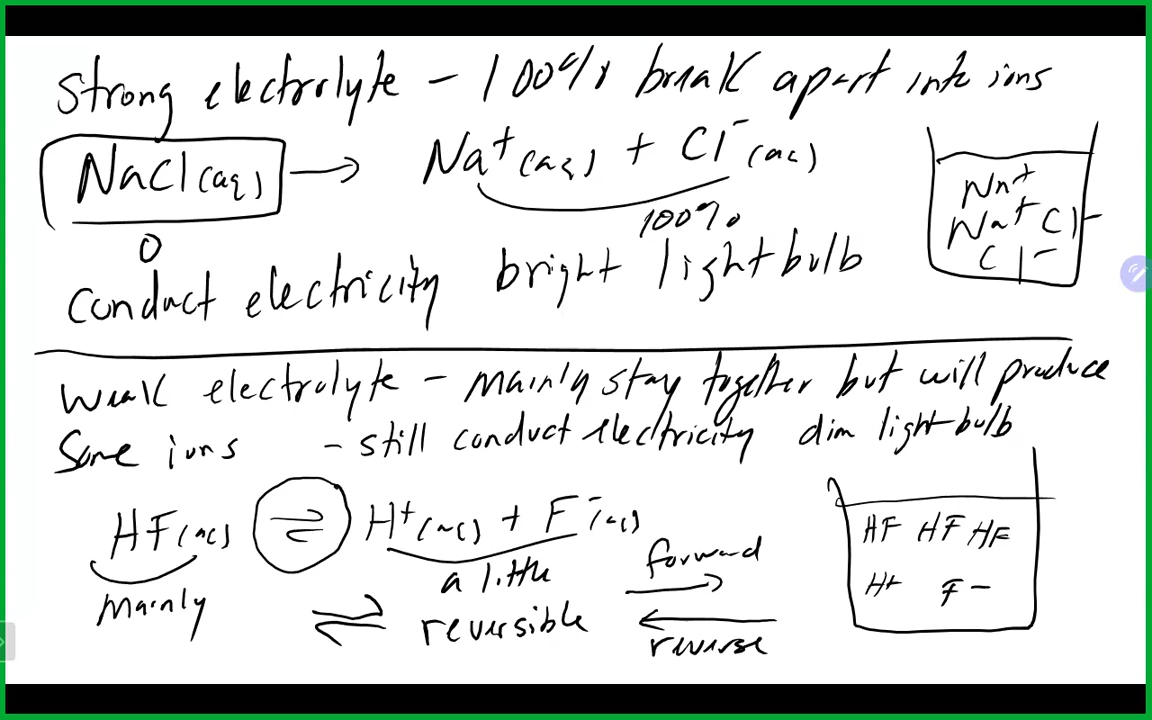 strong electrolyte - 100% break apart into ions
NaCl(aq) → Na+(aq) + Cl-(aq)
0
100%
Na+
Na+ Cl-
Cl-
conduct electricity bright lightbulb
weak electrolyte - mainly stay together but will produce
some ions - still conduct electricity dim lightbulb
HF(aq) ⇌ H+(aq) + F-(aq)
mainly
a little
⇌ reversible
forward
→
←
reverse
HF HF HF
H+ F-